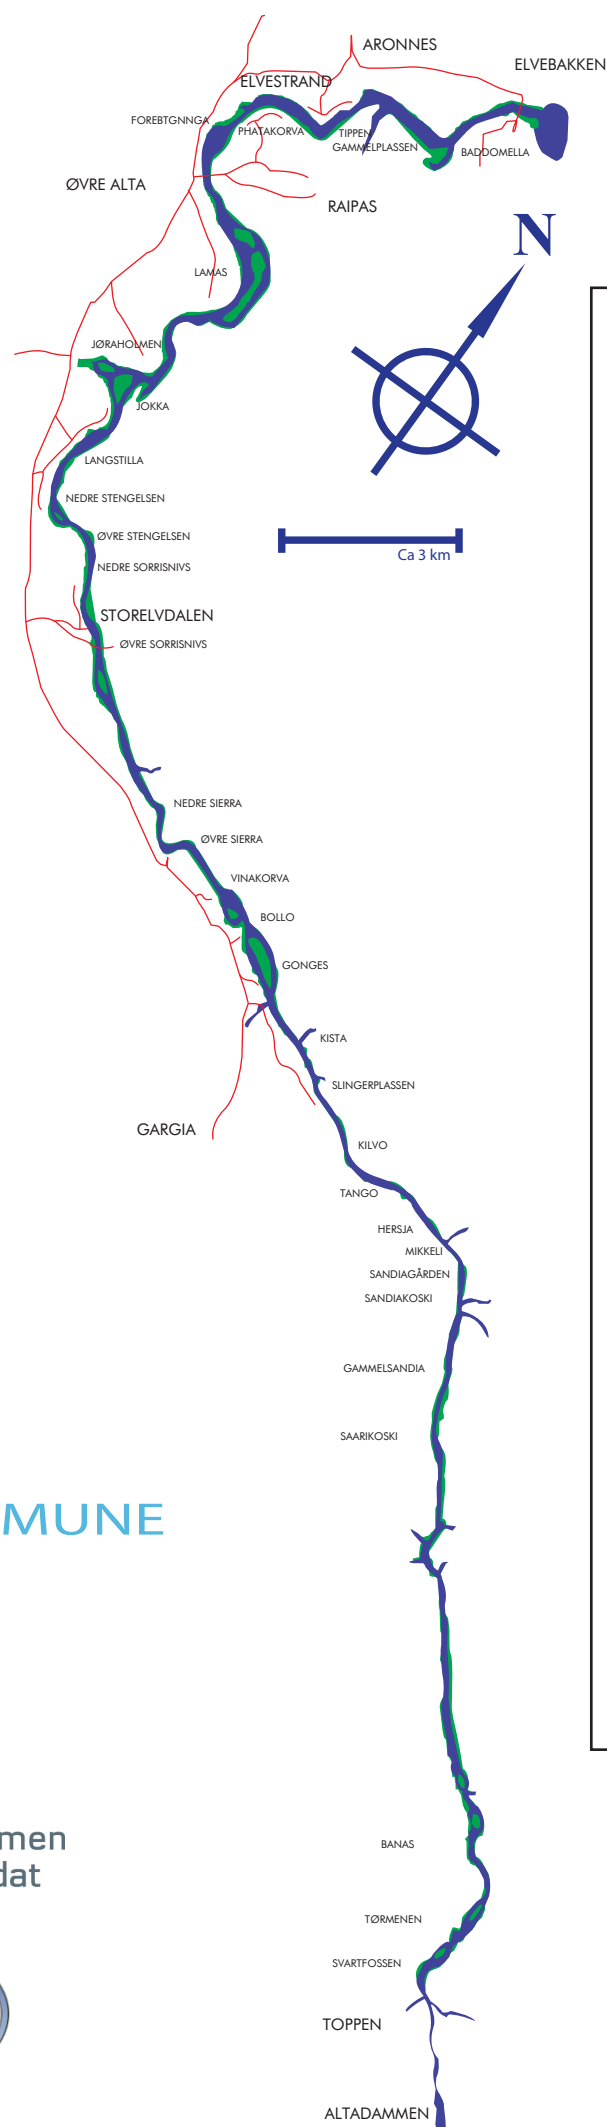 ARONNES
ELVEBAKKEN
ELVESTRAND
FOREBTGNNGA
PHATAKORVA
TIPPEN
GAMMELPLASSEN
BADDOMELLA
ØVRE ALTA
RAIPAS
N
LAMAS
JØRAHOLMEN
JOKKA
LANGSTILLA
NEDRE STENGELSEN
ØVRE STENGELSEN
Ca 3 km
NEDRE SORRISNIVS
STORELVDALEN
ØVRE SORRISNIVS
NEDRE SIERRA
ØVRE SIERRA
VINAKORVA
BOLLO
GONGES
KISTA
SLINGERPLASSEN
GARGIA
KILVO
TANGO
HERSJA
MIKKELI
SANDIAGÅRDEN
SANDIAKOSKI
GAMMELSANDIA
SAARIKOSKI
MUNE
men
dat
BANAS
TØRMENEN
SVARTFOSSEN
TOPPEN
ALTADAMMEN